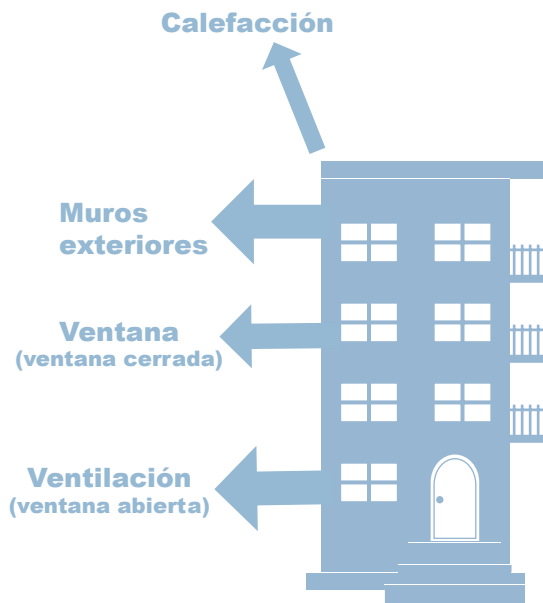 Calefacción
Muros
exteriores
Ventana
(ventana cerrada)
Ventilación
(ventana abierta)